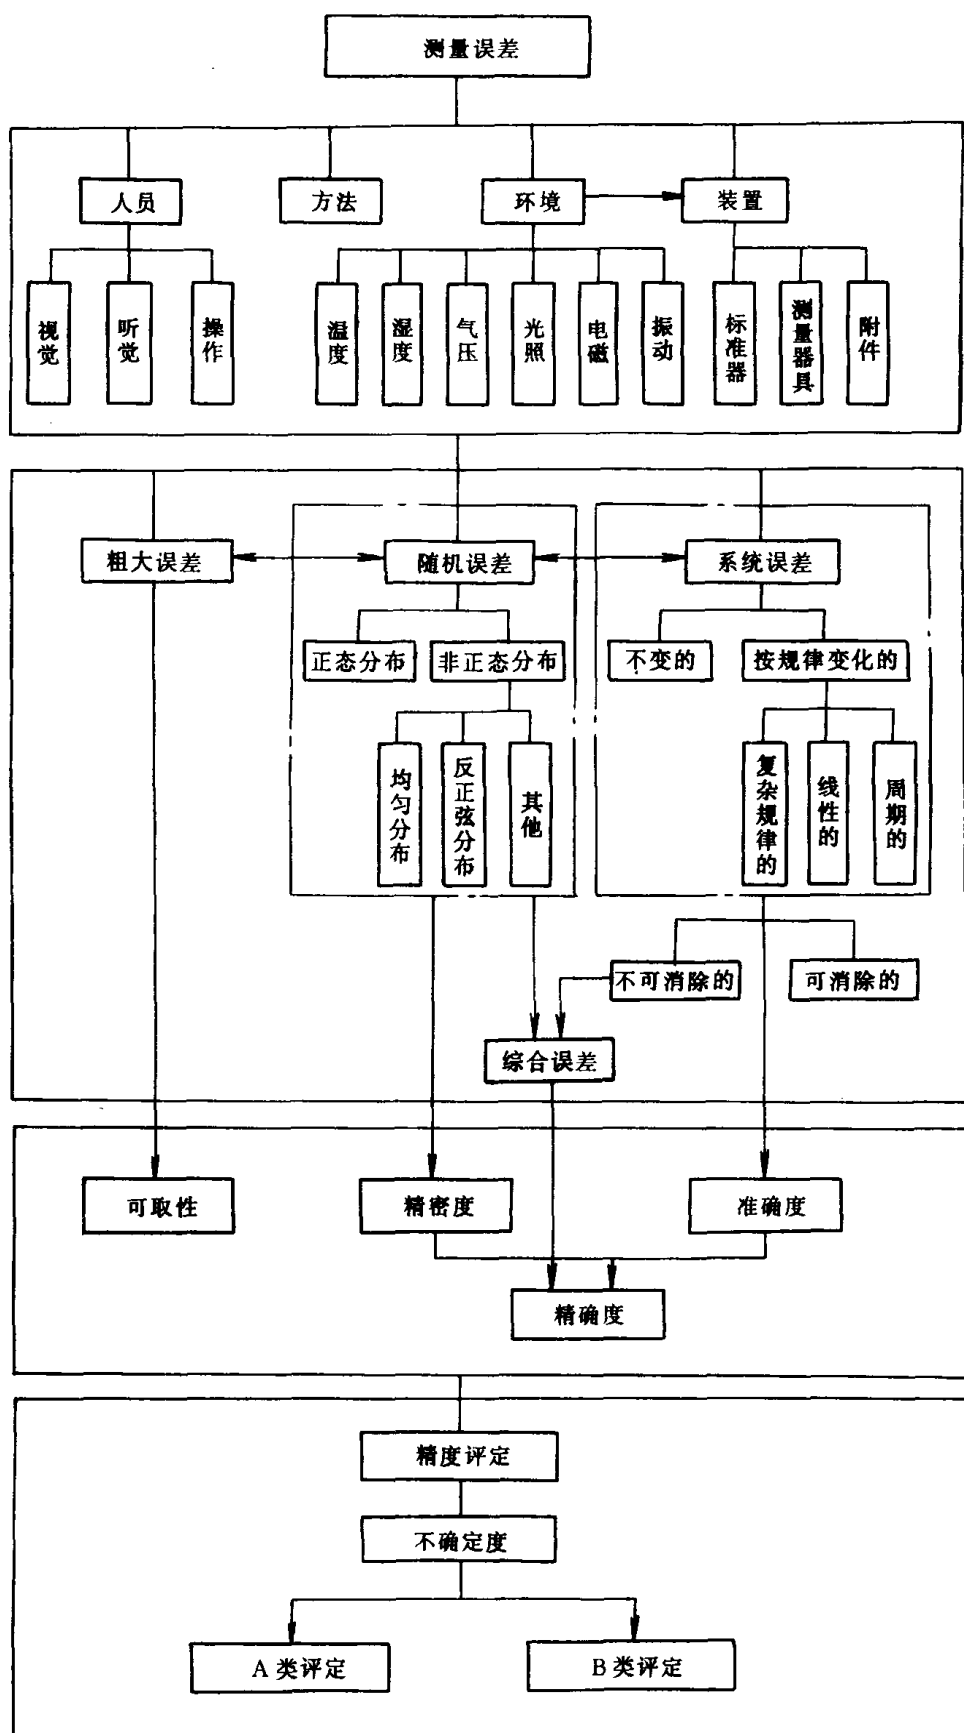 测量误差
人员
方法
环境
装置
视觉
听觉
操作
温度
湿度
气压
光照
电磁
振动
标准器
测量器具
附件
粗大误差
随机误差
系统误差
正态分布
非正态分布
不变的
按规律变化的
均匀分布
反正弦分布
其他
复杂规律的
线性的
周期的
不可消除的
可消除的
综合误差
可取性
精密度
准确度
精确度
精度评定
不确定度
A类评定
B类评定